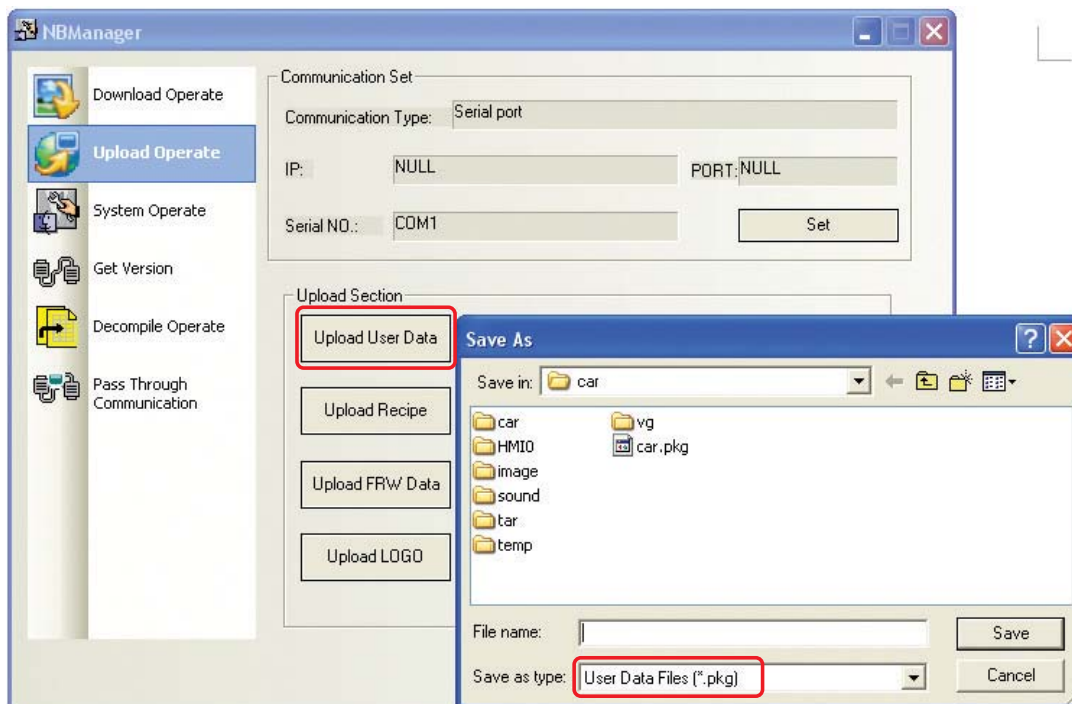 NBManager
Download Operate
Upload Operate
System Operate
Get Version
Decompile Operate
Pass Through
Communication
Communication Set
Communication Type: Serial port
IP: NULL PORT: NULL
Serial NO.: COM1 Set
Upload Section
Upload User Data
Upload Recipe
Upload FRW Data
Upload LOGO
Save As
Save in: car
car vg
HMI0 car.pkg
image
sound
tar
temp
File name: Save
Save as type: User Data Files (*.pkg) Cancel